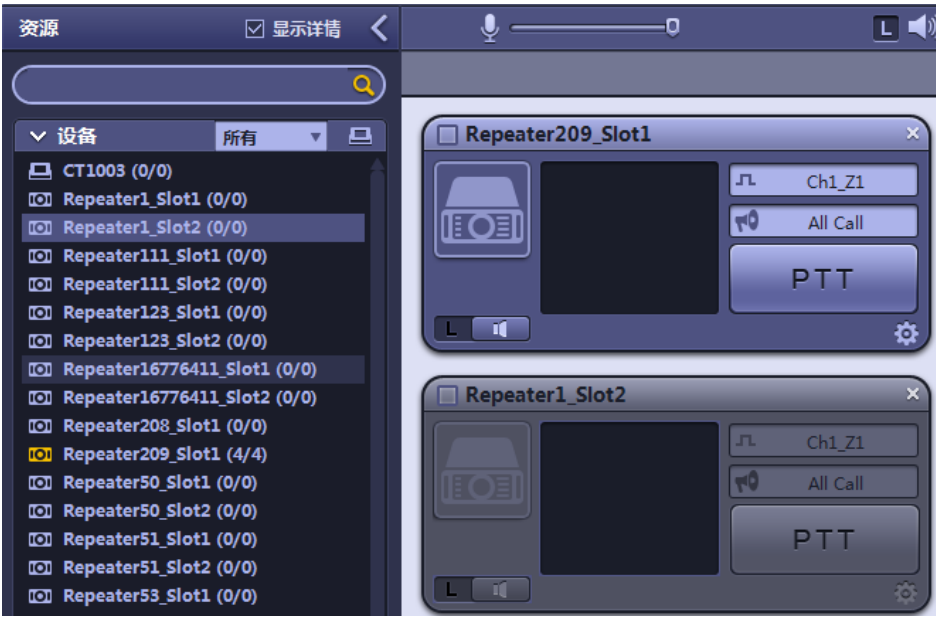 资源 显示详情
L
设备 所有
CT1003 (0/0)
Repeater1_Slot1 (0/0)
Repeater1_Slot2 (0/0)
Repeater111_Slot1 (0/0)
Repeater111_Slot2 (0/0)
Repeater123_Slot1 (0/0)
Repeater123_Slot2 (0/0)
Repeater16776411_Slot1 (0/0)
Repeater16776411_Slot2 (0/0)
Repeater208_Slot1 (0/0)
Repeater209_Slot1 (4/4)
Repeater50_Slot1 (0/0)
Repeater50_Slot2 (0/0)
Repeater51_Slot1 (0/0)
Repeater51_Slot2 (0/0)
Repeater53_Slot1 (0/0)
Repeater209_Slot1
Ch1_Z1
All Call
PTT
L
Repeater1_Slot2
Ch1_Z1
All Call
PTT
L